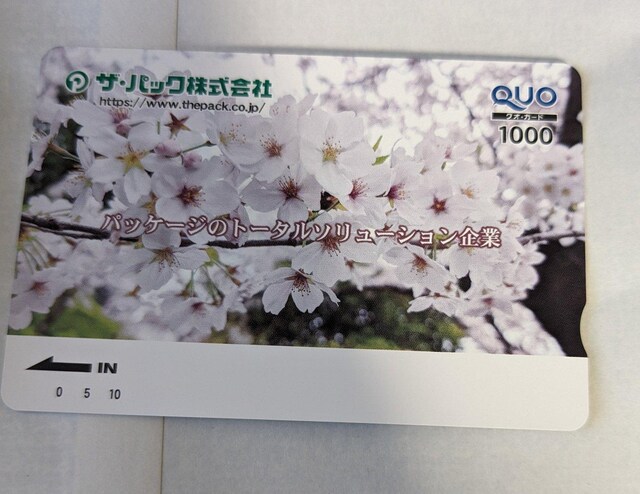 ザ・パック株式会社
https://www.thepack.co.jp/
QUO
クオ・カード
1000
パッケージのトータルソリューション企業
IN
0 5 10